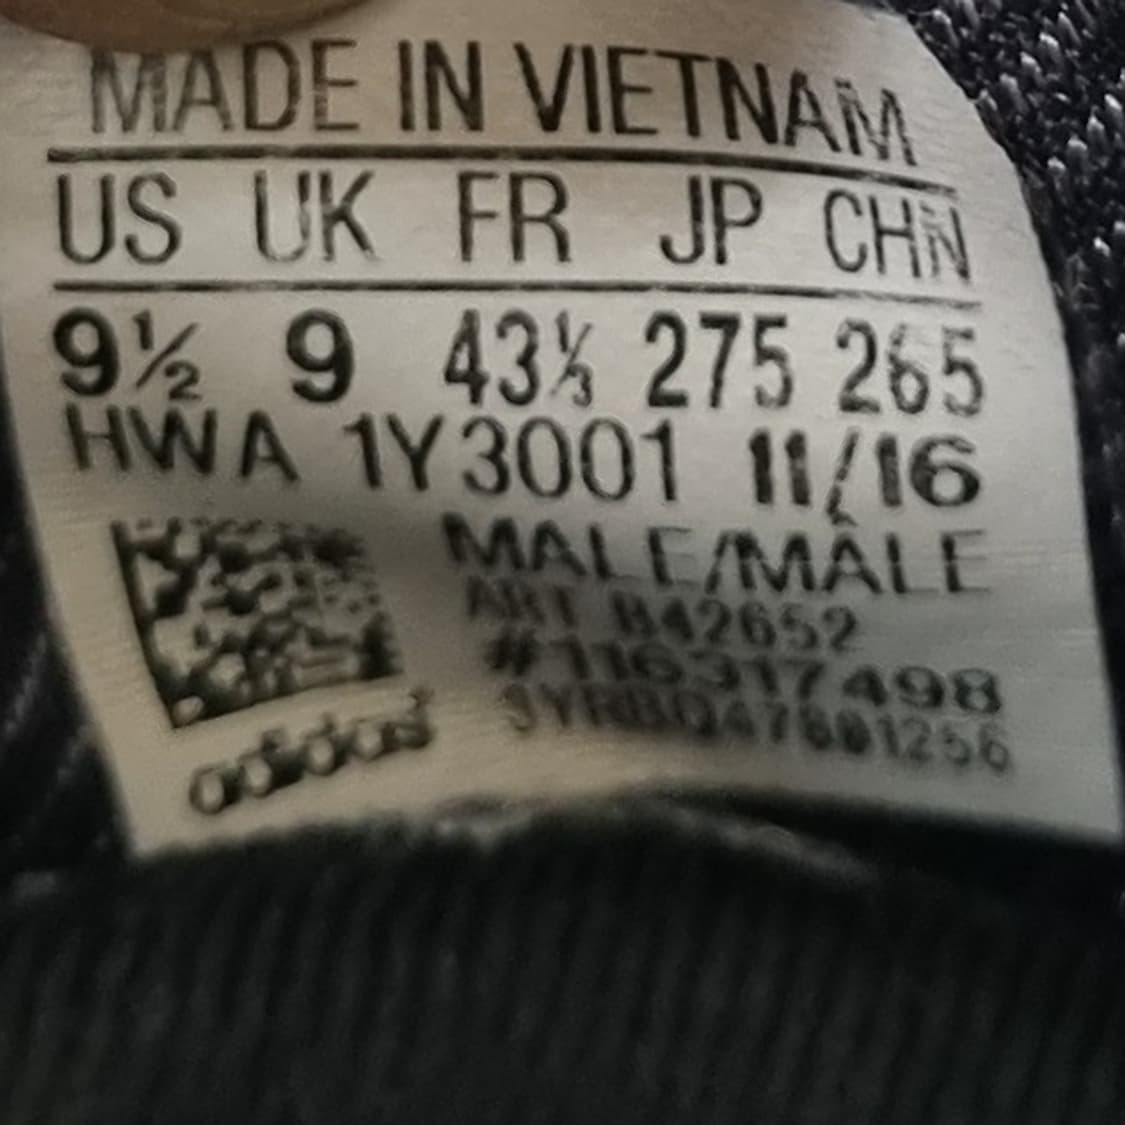 MADE IN VIETNAM
US UK FR JP CHN
9½ 9 43⅓ 275 265
HWA 1Y3001 11/16
MALE/MÂLE
ART B42652
#116317498
adidas